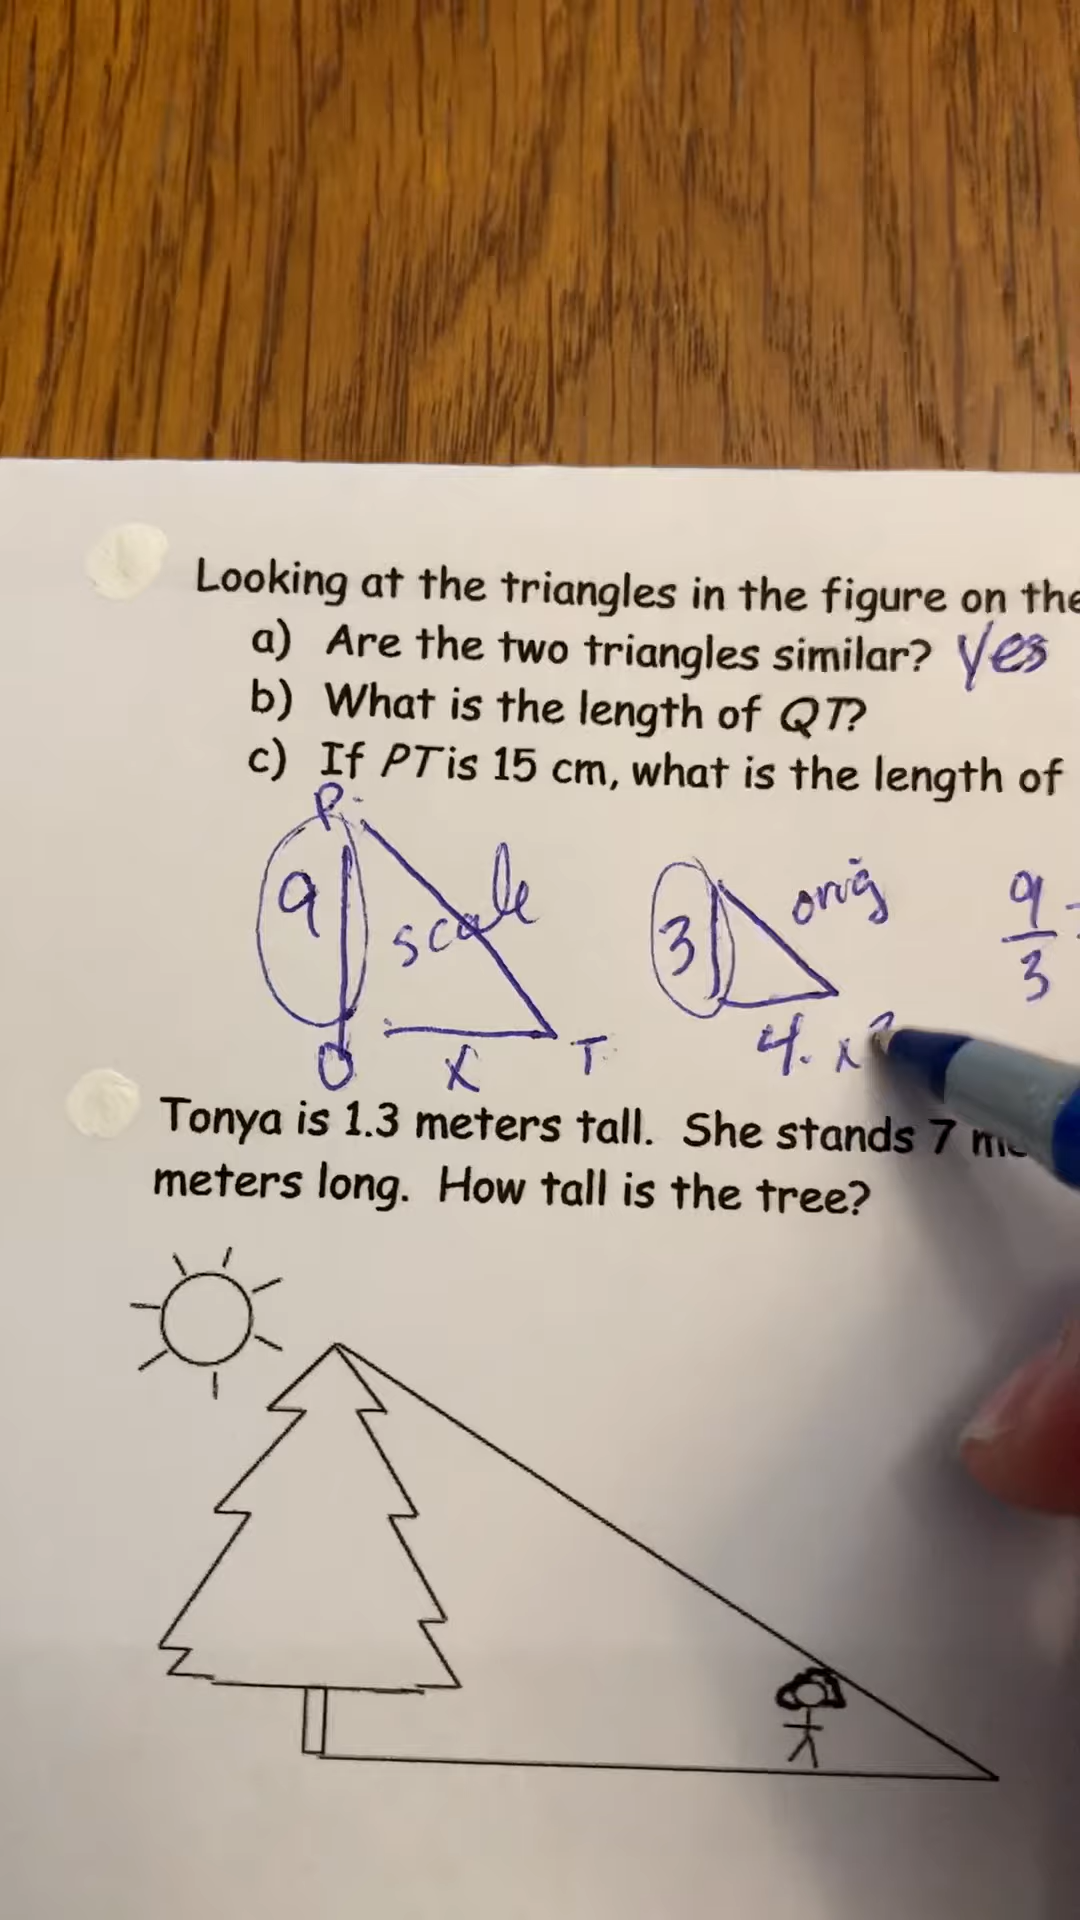 Looking at the triangles in the figure on the
a) Are the two triangles similar? Yes
b) What is the length of QT?
c) If PT is 15 cm, what is the length of
P
9
scale
3
orig
9
3
Q
x
T
4. x
Tonya is 1.3 meters tall. She stands 7
meters long. How tall is the tree?